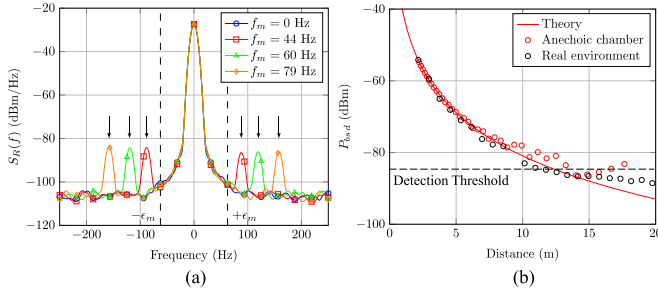 −20
−40
−60
−80
−100
−120
S_R(f) (dBm/Hz)
f_m = 0 Hz
f_m = 44 Hz
f_m = 60 Hz
f_m = 79 Hz
−ϵ_m
+ϵ_m
−200
−100
0
100
200
Frequency (Hz)
(a)
−40
−60
−80
−100
P_bsd (dBm)
Theory
Anechoic chamber
Real environment
Detection Threshold
0
5
10
15
20
Distance (m)
(b)